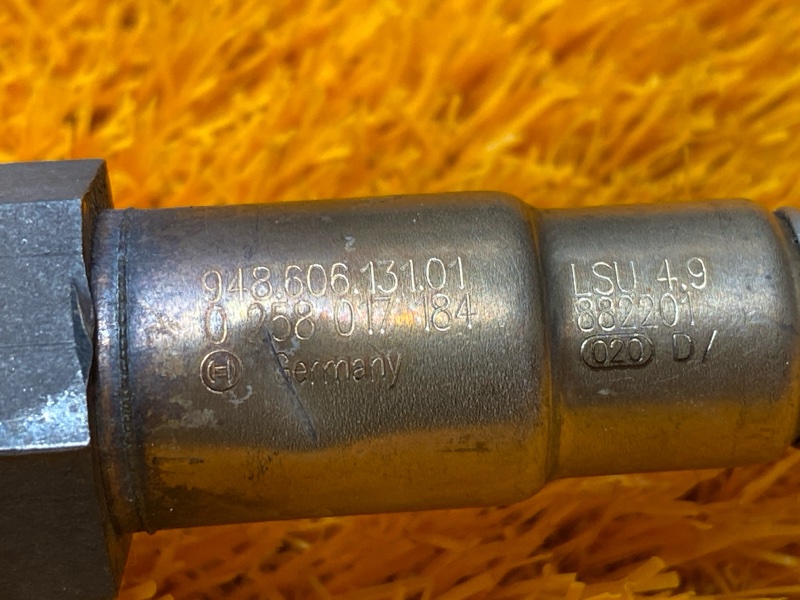 948.606.131.01
0 258 017 184
Germany
LSU 4.9
882201
020 D/